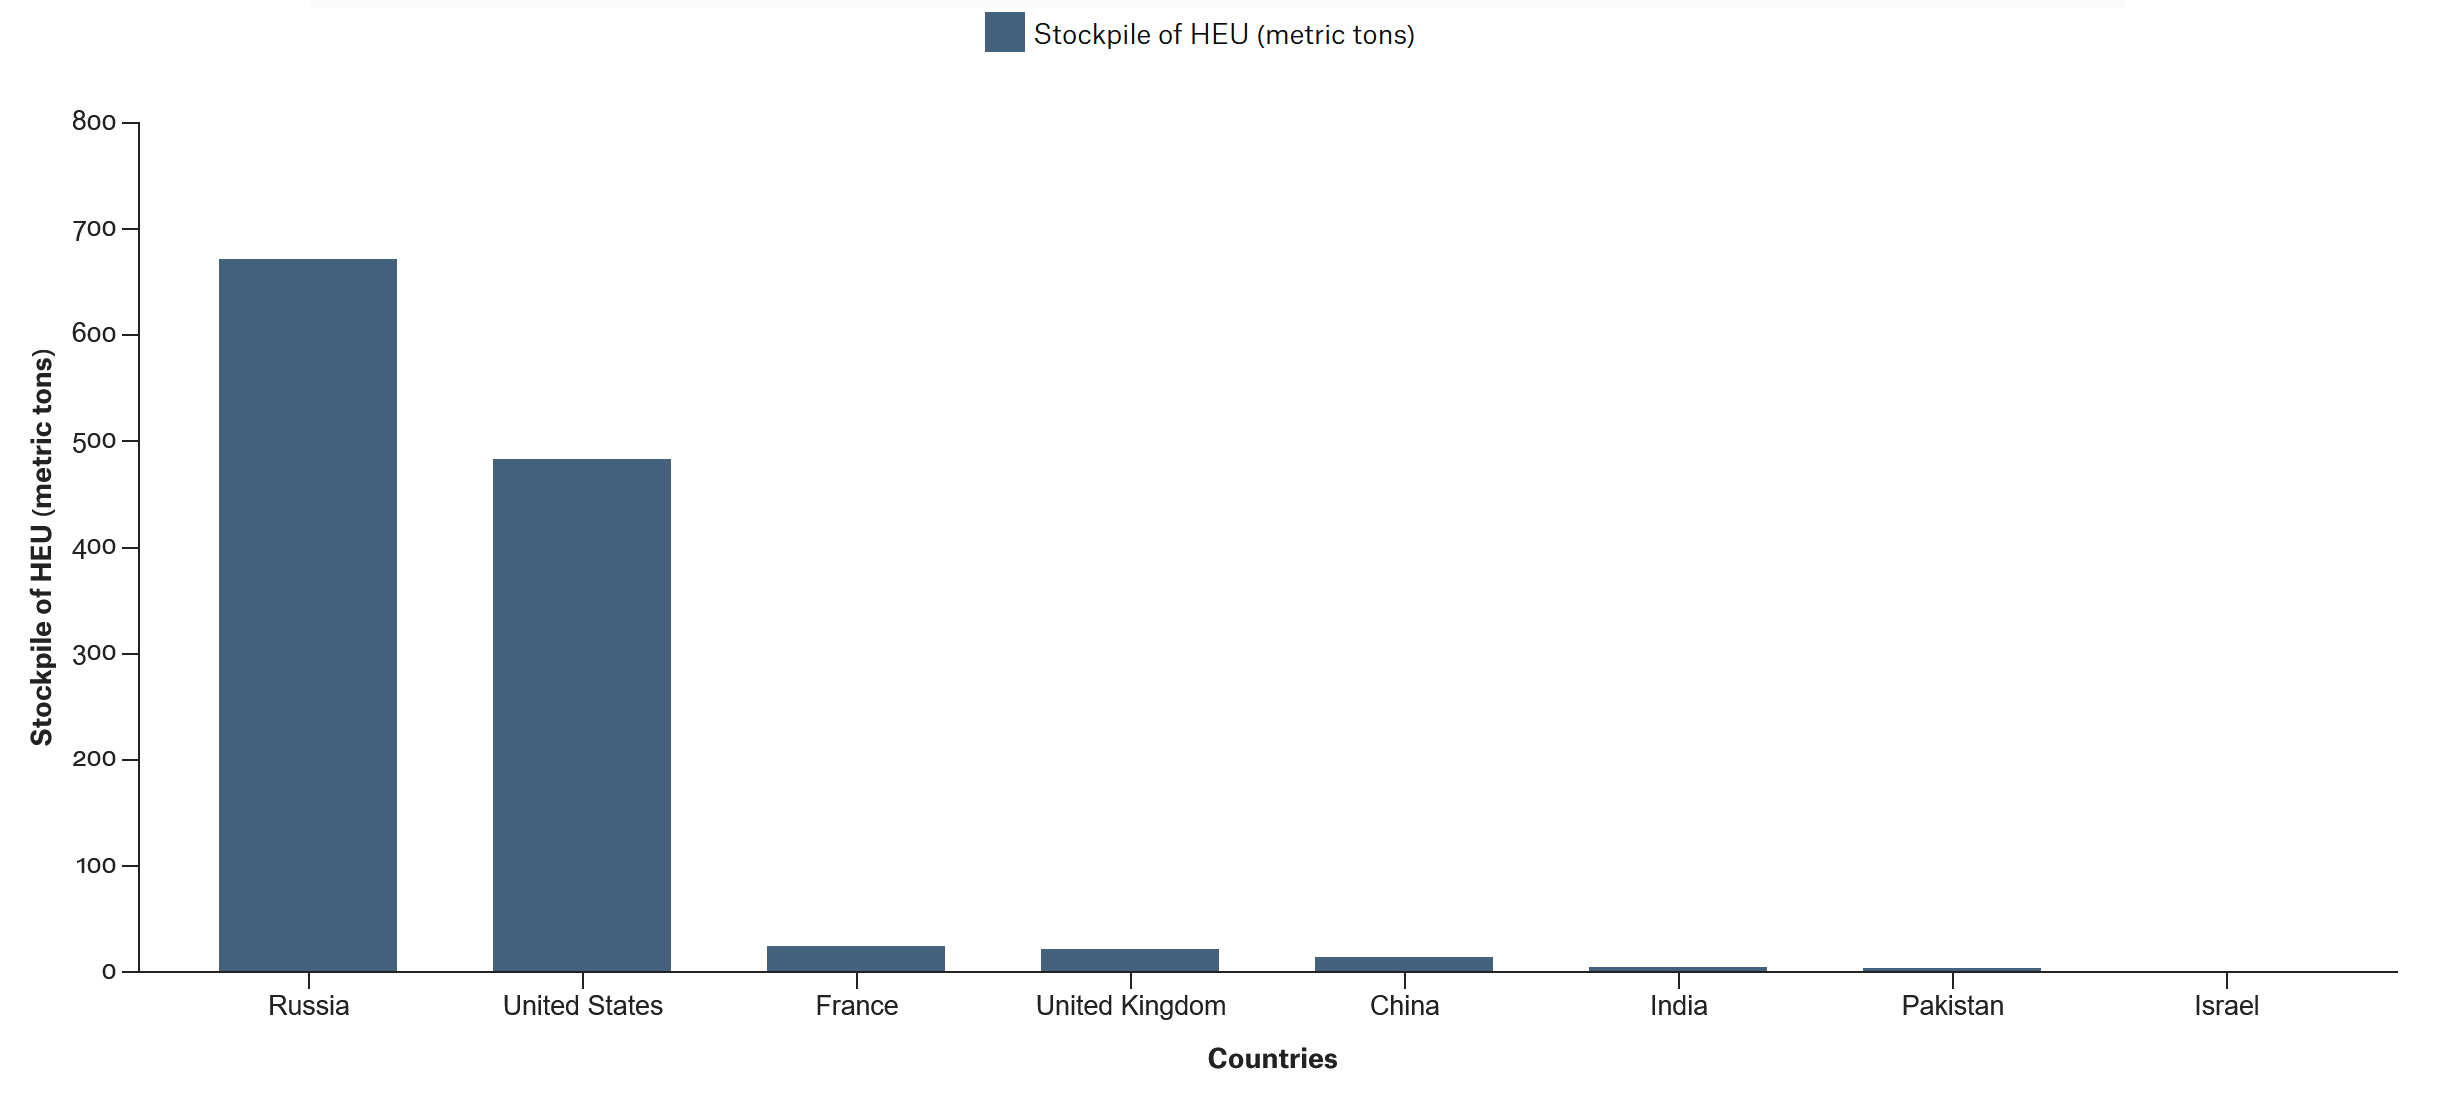 Stockpile of HEU (metric tons)
800
700
600
500
400
300
200
100
0
Stockpile of HEU (metric tons)
Russia
United States
France
United Kingdom
China
India
Pakistan
Israel
Countries